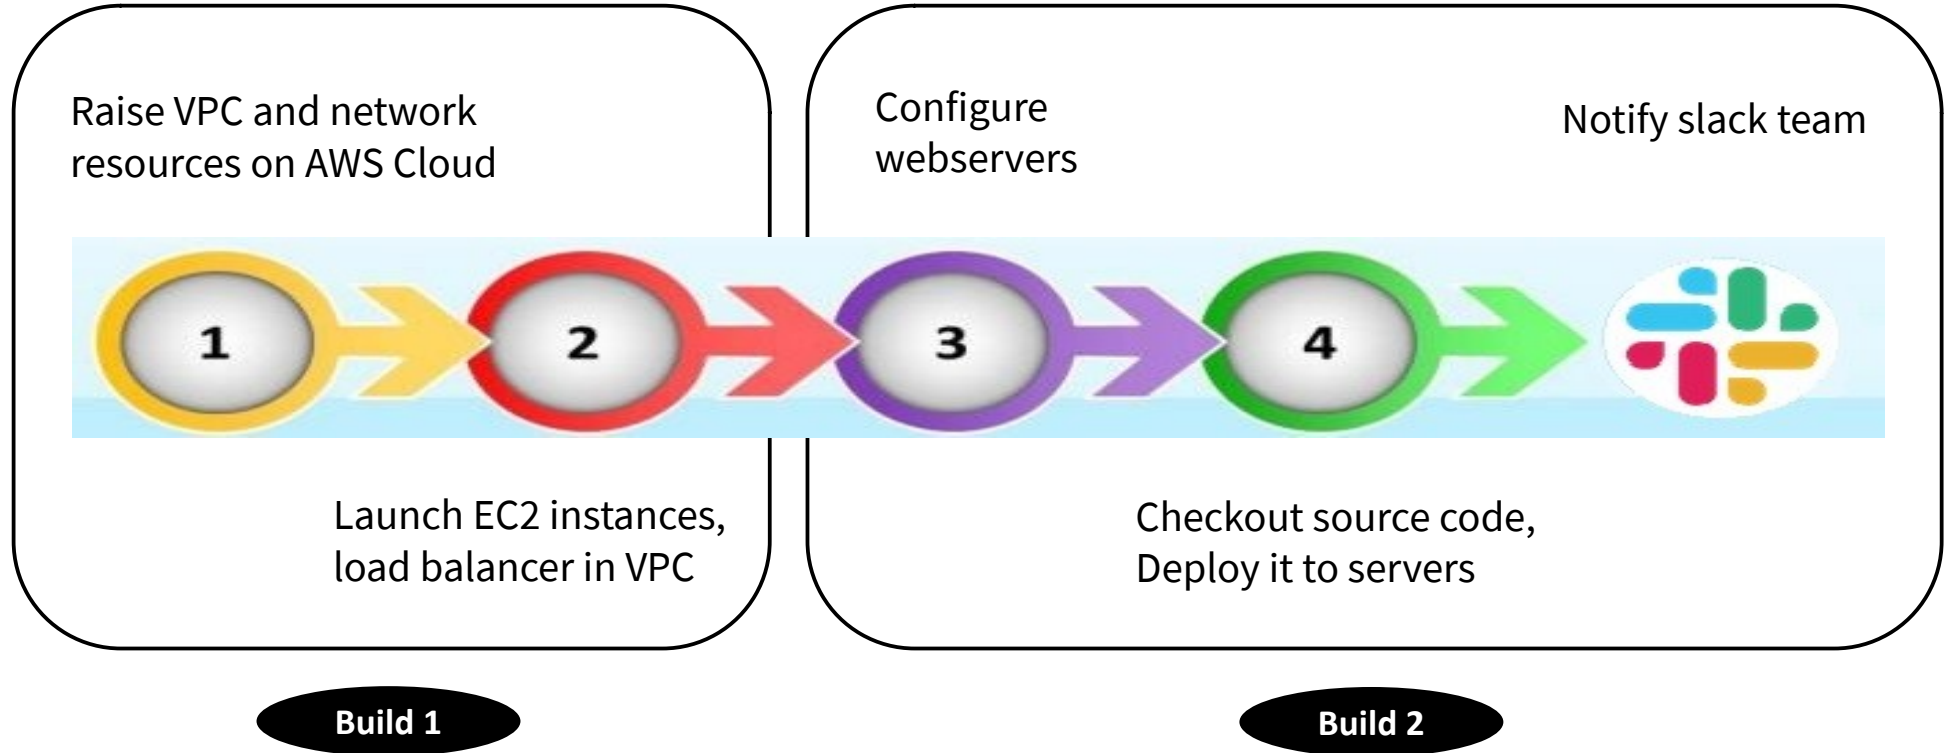 Raise VPC and network
resources on AWS Cloud
Configure
webservers
Notify slack team
1
2
3
4
Launch EC2 instances,
load balancer in VPC
Checkout source code,
Deploy it to servers
Build 1
Build 2